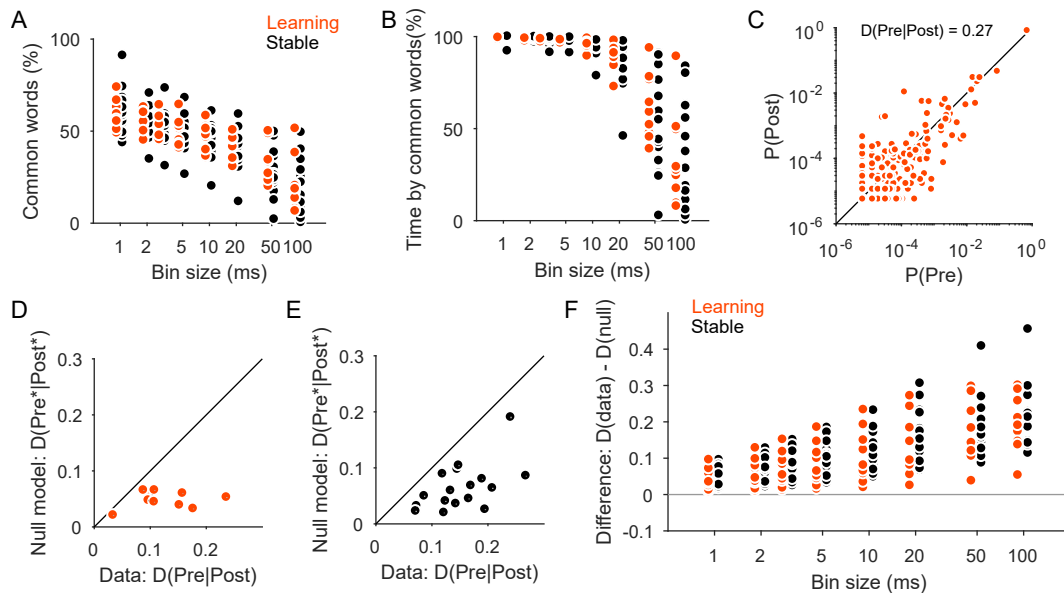 A
Learning
Stable
Common words (%)
100
50
0
1 2 5 10 20 50 100
Bin size (ms)
B
Time by common words(%)
100
50
0
1 2 5 10 20 50 100
Bin size (ms)
C
D(Pre|Post) = 0.27
P(Post)
10^0
10^-2
10^-4
10^-6
10^-6 10^-4 10^-2 10^0
P(Pre)
D
Null model: D(Pre*|Post*)
0.3
0.2
0.1
0
0 0.1 0.2
Data: D(Pre|Post)
E
Null model: D(Pre*|Post*)
0.3
0.2
0.1
0
0 0.1 0.2
Data: D(Pre|Post)
F
Learning
Stable
Difference: D(data) - D(null)
0.4
0.3
0.2
0.1
0
-0.1
1 2 5 10 20 50 100
Bin size (ms)